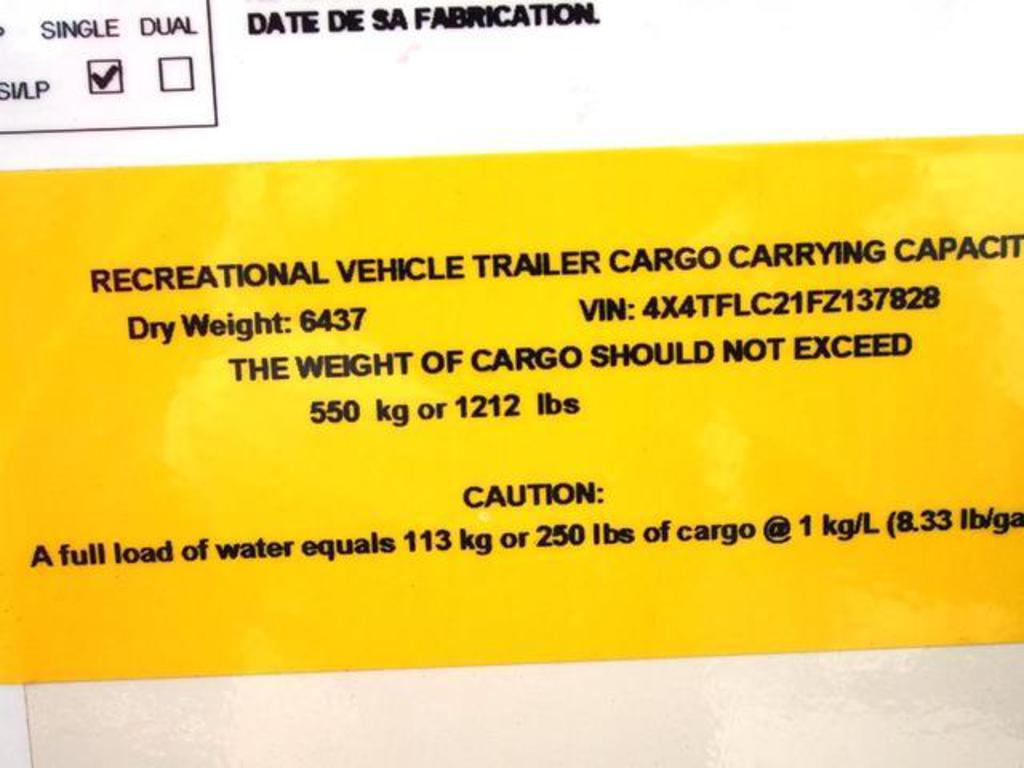 SINGLE DUAL
SI/LP
DATE DE SA FABRICATION.
RECREATIONAL VEHICLE TRAILER CARGO CARRYING CAPACIT
Dry Weight: 6437 VIN: 4X4TFLC21FZ137828
THE WEIGHT OF CARGO SHOULD NOT EXCEED
550 kg or 1212 lbs
CAUTION:
A full load of water equals 113 kg or 250 lbs of cargo @ 1 kg/L (8.33 lb/ga